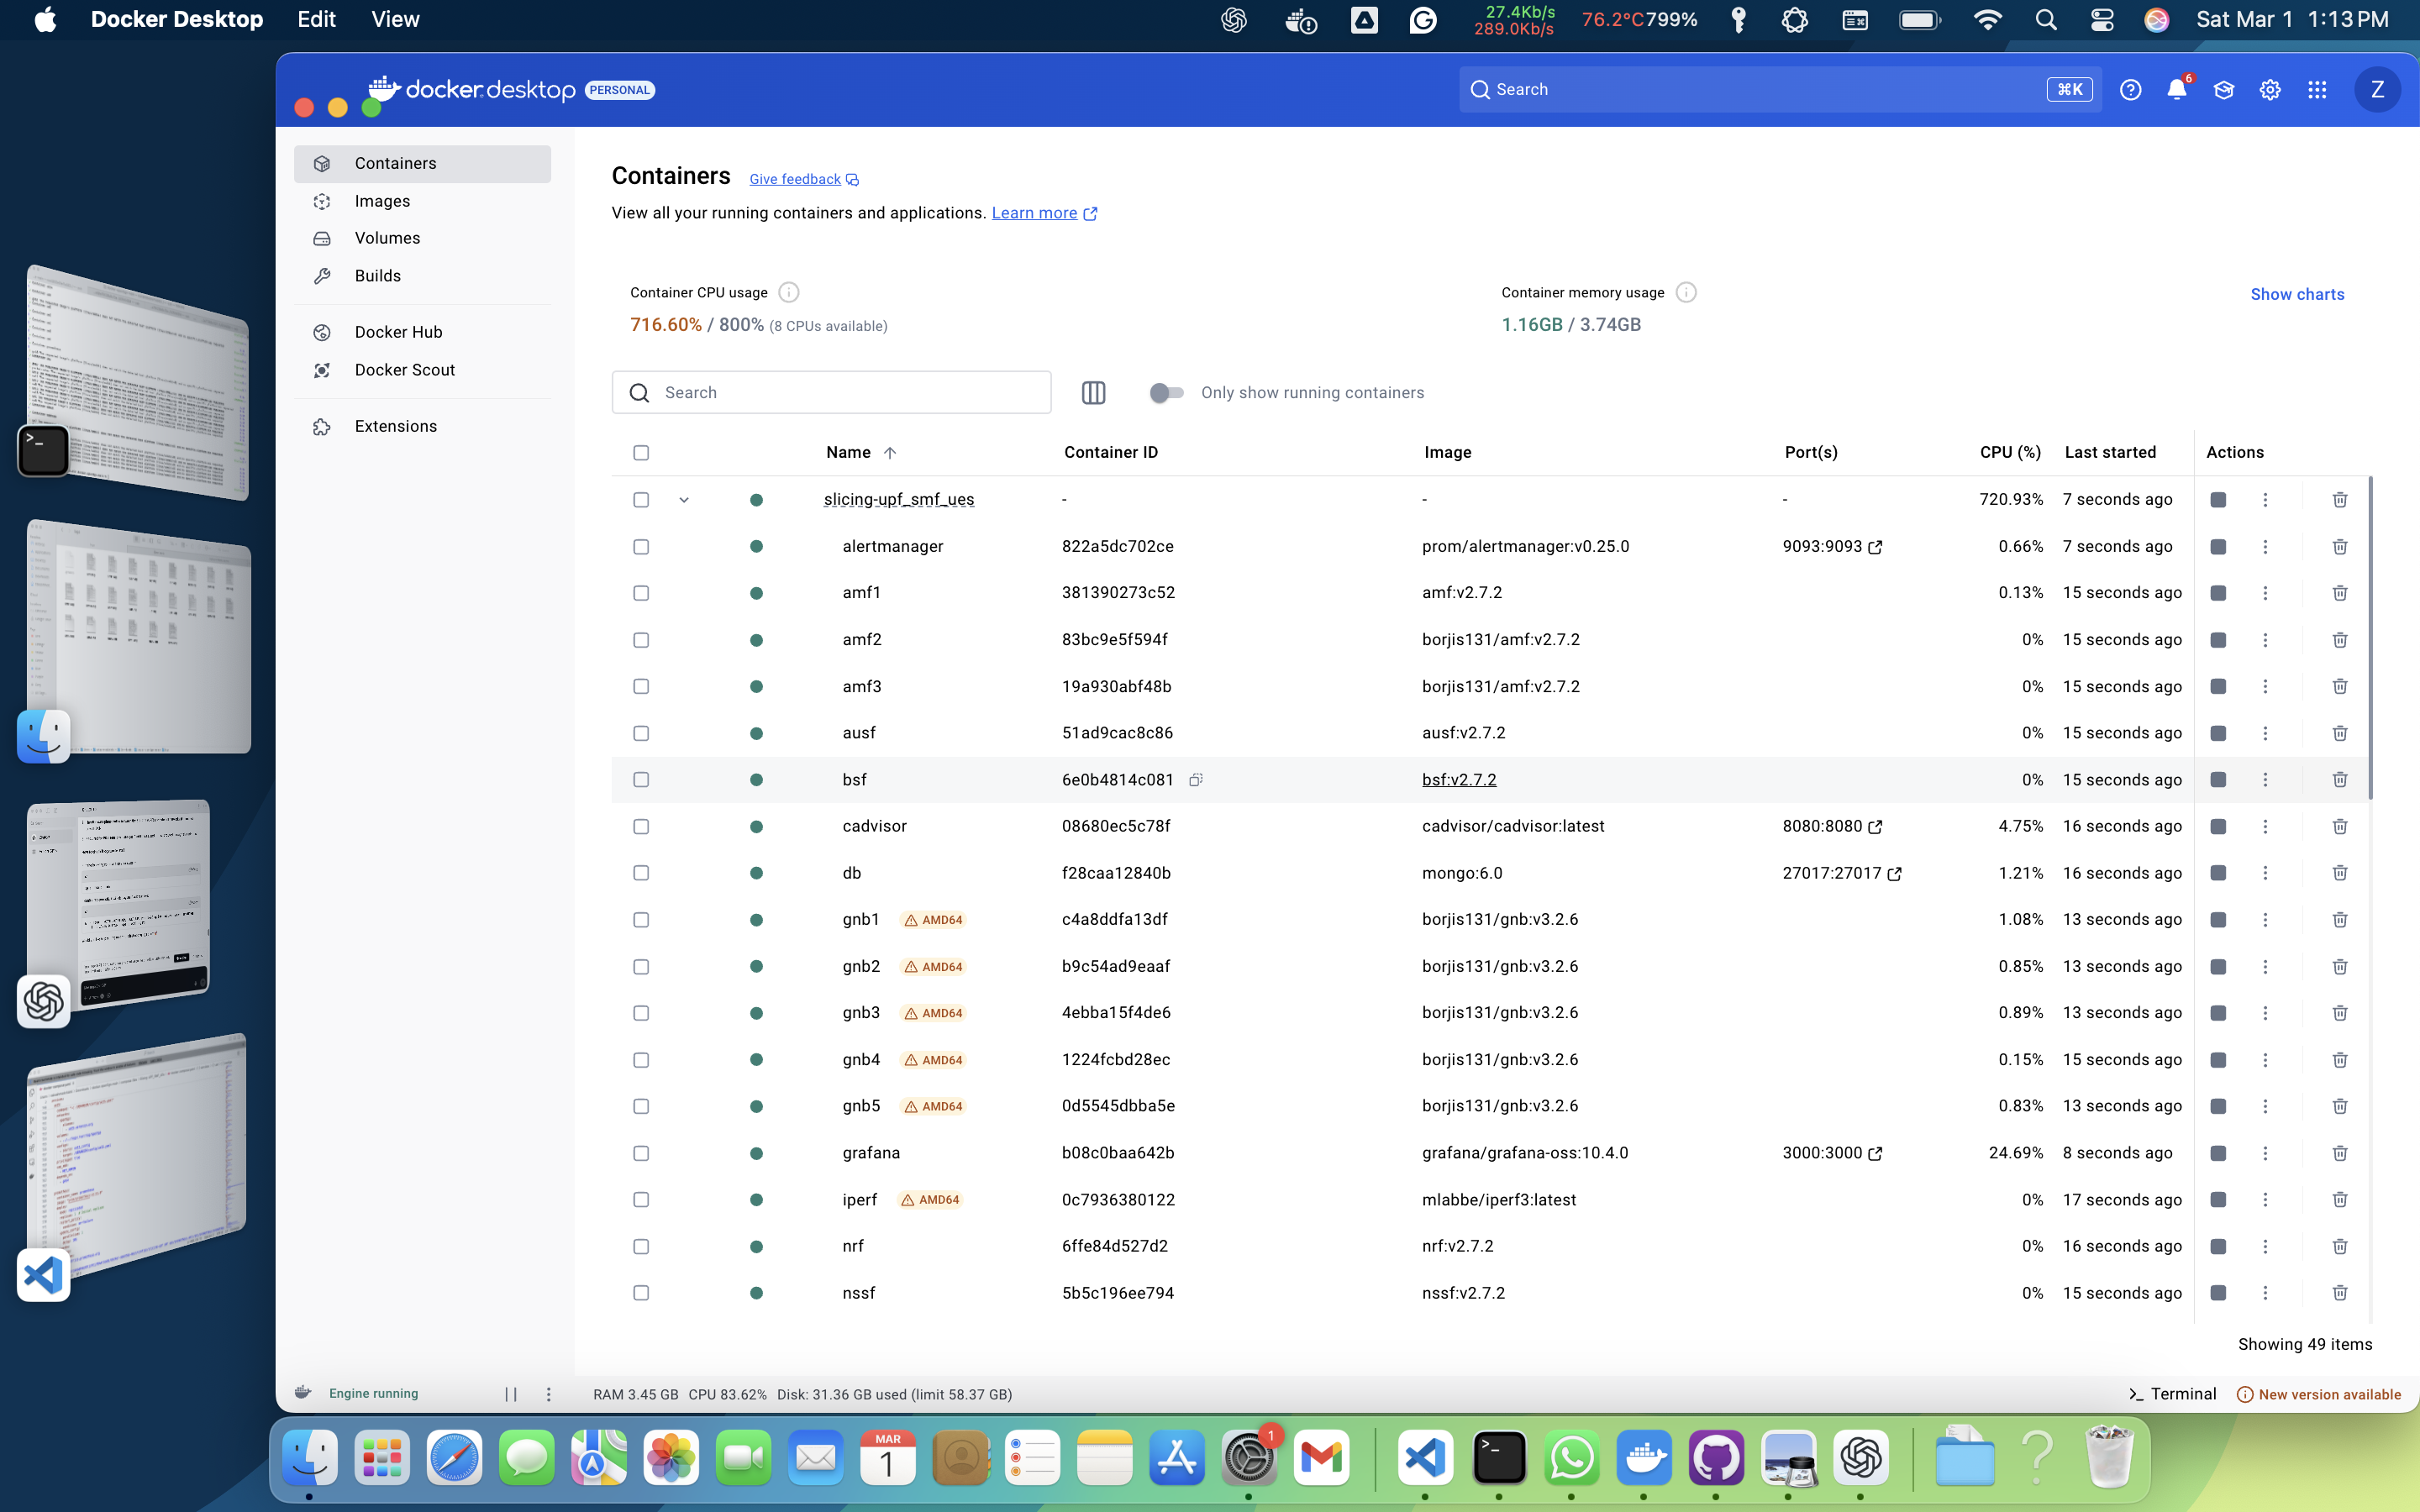 Docker Desktop Edit View
27.4Kb/s
289.0Kb/s
76.2°C 799%
Sat Mar 1 1:13 PM
docker desktop PERSONAL
Search ⌘K
6
Z
Containers
Images
Volumes
Builds
Docker Hub
Docker Scout
Extensions
Containers Give feedback
View all your running containers and applications. Learn more
Container CPU usage
716.60% / 800% (8 CPUs available)
Container memory usage
1.16GB / 3.74GB
Show charts
Search
Only show running containers
Name Container ID Image Port(s) CPU (%) Last started Actions
slicing-upf_smf_ues - - - 720.93% 7 seconds ago
alertmanager 822a5dc702ce prom/alertmanager:v0.25.0 9093:9093 0.66% 7 seconds ago
amf1 381390273c52 amf:v2.7.2 0.13% 15 seconds ago
amf2 83bc9e5f594f borjis131/amf:v2.7.2 0% 15 seconds ago
amf3 19a930abf48b borjis131/amf:v2.7.2 0% 15 seconds ago
ausf 51ad9cac8c86 ausf:v2.7.2 0% 15 seconds ago
bsf 6e0b4814c081 bsf:v2.7.2 0% 15 seconds ago
cadvisor 08680ec5c78f cadvisor/cadvisor:latest 8080:8080 4.75% 16 seconds ago
db f28caa12840b mongo:6.0 27017:27017 1.21% 16 seconds ago
gnb1 AMD64 c4a8ddfa13df borjis131/gnb:v3.2.6 1.08% 13 seconds ago
gnb2 AMD64 b9c54ad9eaaf borjis131/gnb:v3.2.6 0.85% 13 seconds ago
gnb3 AMD64 4ebba15f4de6 borjis131/gnb:v3.2.6 0.89% 13 seconds ago
gnb4 AMD64 1224fcbd28ec borjis131/gnb:v3.2.6 0.15% 15 seconds ago
gnb5 AMD64 0d5545dbba5e borjis131/gnb:v3.2.6 0.83% 13 seconds ago
grafana b08c0baa642b grafana/grafana-oss:10.4.0 3000:3000 24.69% 8 seconds ago
iperf AMD64 0c7936380122 mlabbe/iperf3:latest 0% 17 seconds ago
nrf 6ffe84d527d2 nrf:v2.7.2 0% 16 seconds ago
nssf 5b5c196ee794 nssf:v2.7.2 0% 15 seconds ago
Showing 49 items
Engine running
RAM 3.45 GB CPU 83.62% Disk: 31.36 GB used (limit 58.37 GB)
Terminal
New version available
MAR
1
1